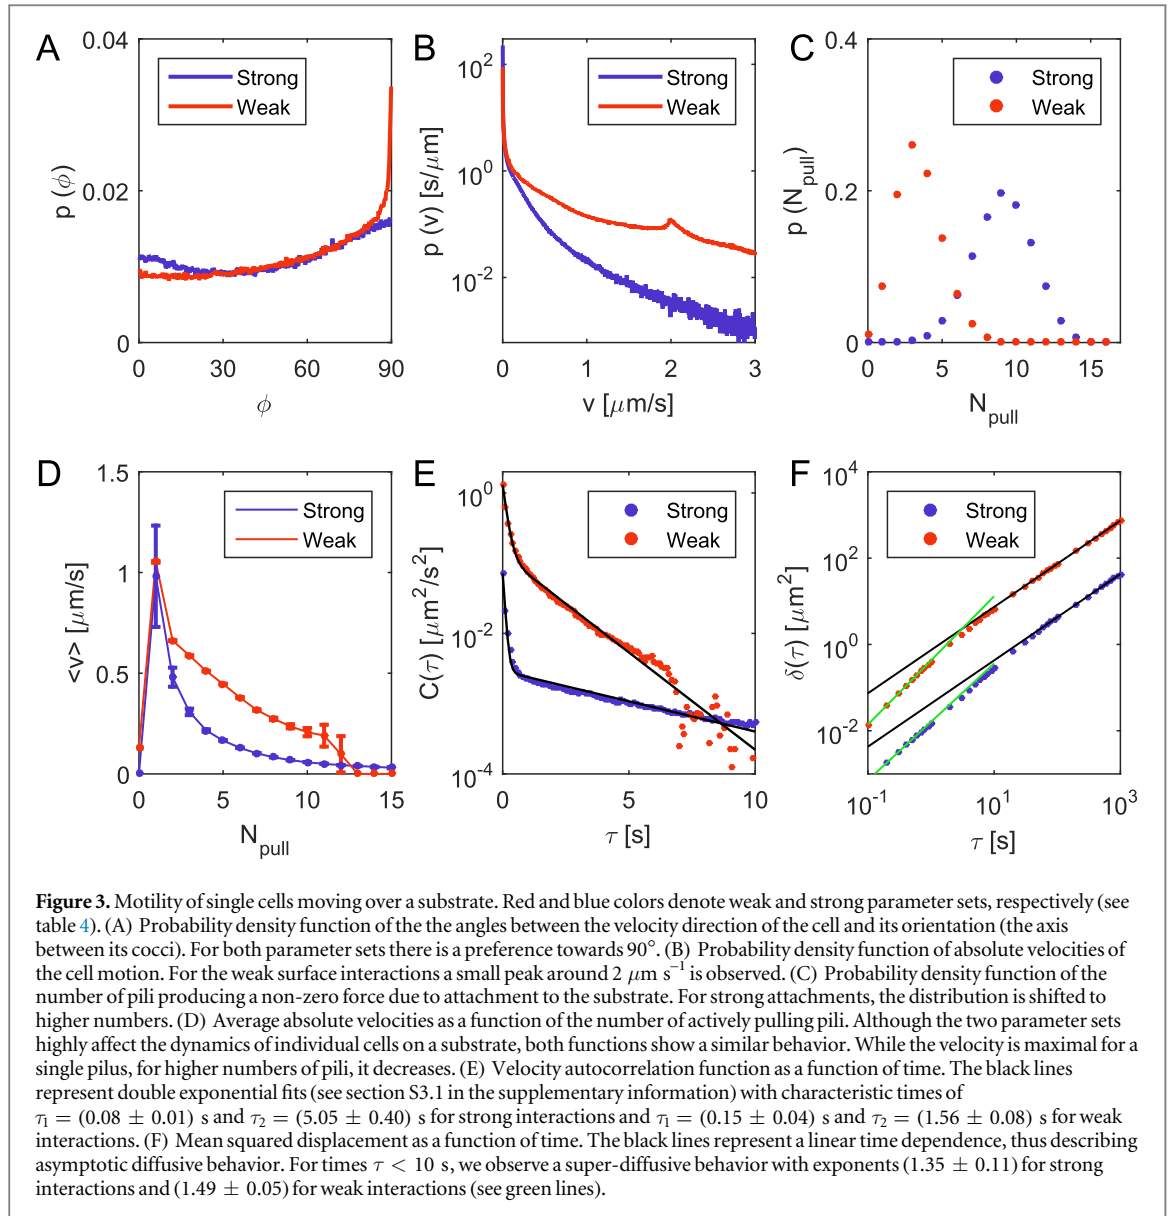 A
0.04
0.02
0
p (ϕ)
0 30 60 90
ϕ
Strong
Weak
B
10² 
10⁰
10⁻²
p (v) [s/μm]
0 1 2 3
v [μm/s]
Strong
Weak
C
0.4
0.2
0
p (N_pull)
0 5 10 15
N_pull
Strong
Weak
D
1.5
1
0.5
0
<v> [μm/s]
0 5 10 15
N_pull
Strong
Weak
E
10⁰
10⁻²
10⁻⁴
C(τ) [μm²/s²]
0 5 10
τ [s]
Strong
Weak
F
10⁴
10²
10⁰
10⁻²
δ(τ) [μm²]
10⁻¹ 10¹ 10³
τ [s]
Strong
Weak
Figure 3. Motility of single cells moving over a substrate. Red and blue colors denote weak and strong parameter sets, respectively (see
table 4). (A) Probability density function of the the angles between the velocity direction of the cell and its orientation (the axis
between its cocci). For both parameter sets there is a preference towards 90°. (B) Probability density function of absolute velocities of
the cell motion. For the weak surface interactions a small peak around 2 μm s⁻¹ is observed. (C) Probability density function of the
number of pili producing a non-zero force due to attachment to the substrate. For strong attachments, the distribution is shifted to
higher numbers. (D) Average absolute velocities as a function of the number of actively pulling pili. Although the two parameter sets
highly affect the dynamics of individual cells on a substrate, both functions show a similar behavior. While the velocity is maximal for a
single pilus, for higher numbers of pili, it decreases. (E) Velocity autocorrelation function as a function of time. The black lines
represent double exponential fits (see section S3.1 in the supplementary information) with characteristic times of
τ₁ = (0.08 ± 0.01) s and τ₂ = (5.05 ± 0.40) s for strong interactions and τ₁ = (0.15 ± 0.04) s and τ₂ = (1.56 ± 0.08) s for weak
interactions. (F) Mean squared displacement as a function of time. The black lines represent a linear time dependence, thus describing
asymptotic diffusive behavior. For times τ < 10 s, we observe a super-diffusive behavior with exponents (1.35 ± 0.11) for strong
interactions and (1.49 ± 0.05) for weak interactions (see green lines).